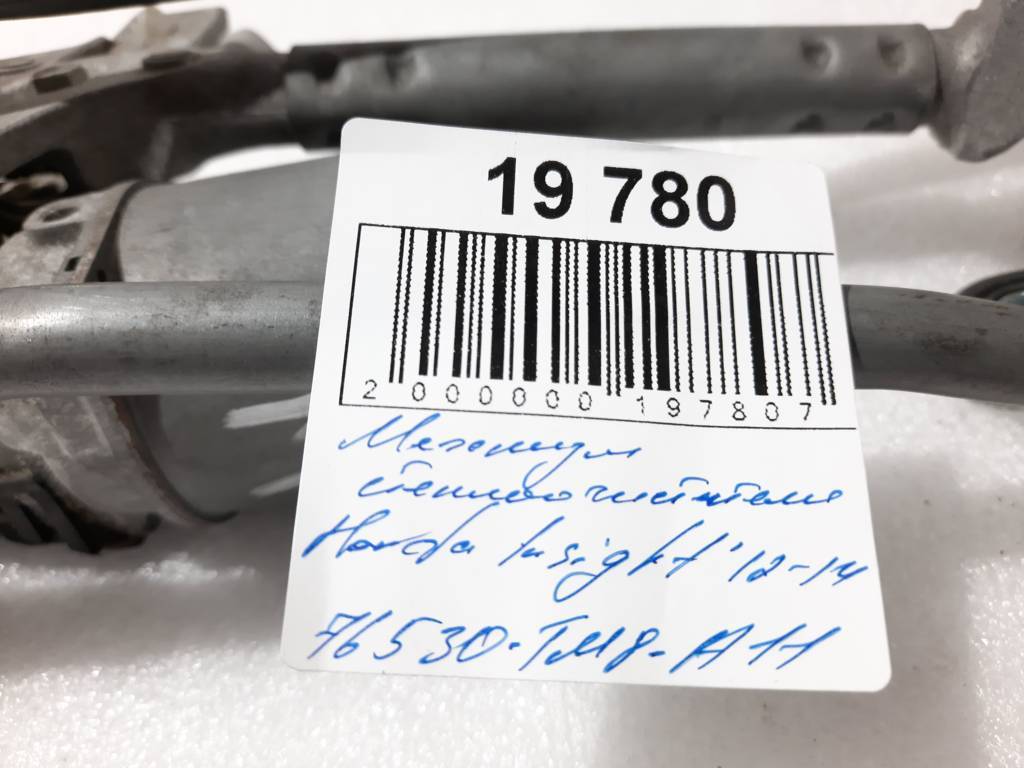 19 780
2 000000 197807
Механизм
стеклоочистителя
Honda Insight '12-14
76530-TM8-A11